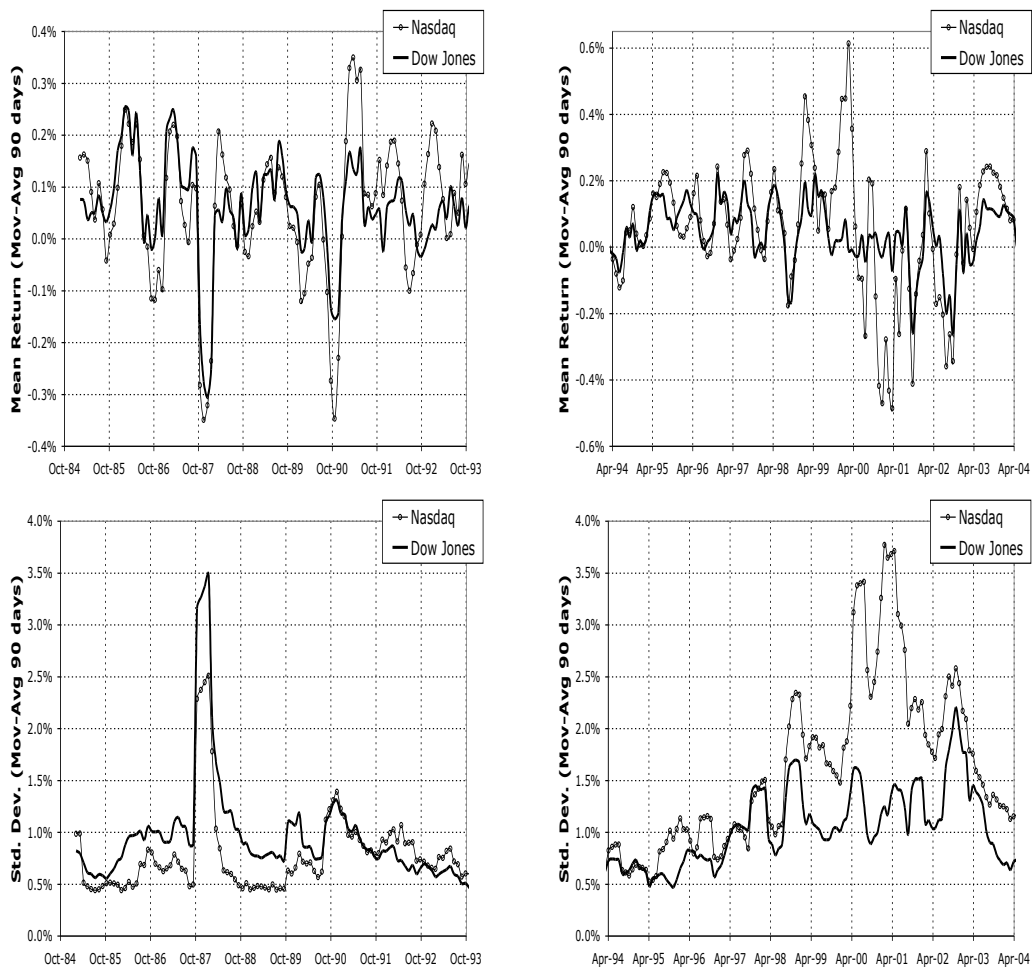 Mean Return (Mov-Avg 90 days)
0.4%
0.3%
0.2%
0.1%
0.0%
-0.1%
-0.2%
-0.3%
-0.4%
Oct-84 Oct-85 Oct-86 Oct-87 Oct-88 Oct-89 Oct-90 Oct-91 Oct-92 Oct-93
Nasdaq
Dow Jones
Mean Return (Mov-Avg 90 days)
0.6%
0.4%
0.2%
0.0%
-0.2%
-0.4%
-0.6%
Apr-94 Apr-95 Apr-96 Apr-97 Apr-98 Apr-99 Apr-00 Apr-01 Apr-02 Apr-03 Apr-04
Nasdaq
Dow Jones
Std. Dev. (Mov-Avg 90 days)
4.0%
3.5%
3.0%
2.5%
2.0%
1.5%
1.0%
0.5%
0.0%
Oct-84 Oct-85 Oct-86 Oct-87 Oct-88 Oct-89 Oct-90 Oct-91 Oct-92 Oct-93
Nasdaq
Dow Jones
Std. Dev. (Mov-Avg 90 days)
4.0%
3.5%
3.0%
2.5%
2.0%
1.5%
1.0%
0.5%
0.0%
Apr-94 Apr-95 Apr-96 Apr-97 Apr-98 Apr-99 Apr-00 Apr-01 Apr-02 Apr-03 Apr-04
Nasdaq
Dow Jones